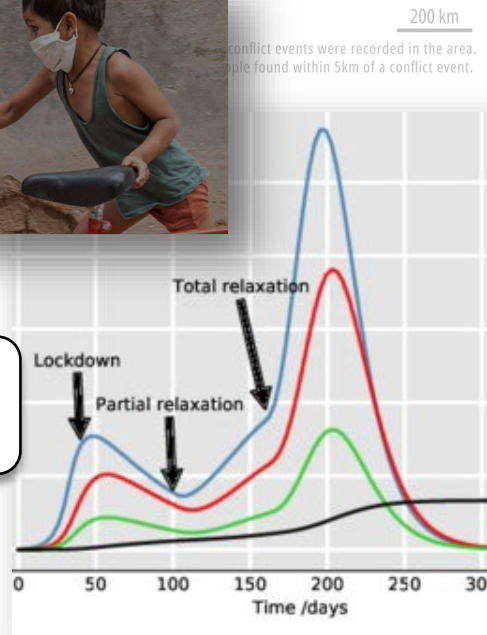 200 km
conflict events were recorded in the area.
ople found within 5km of a conflict event.
Total relaxation
Lockdown
Partial relaxation
0 50 100 150 200 250 30
Time /days